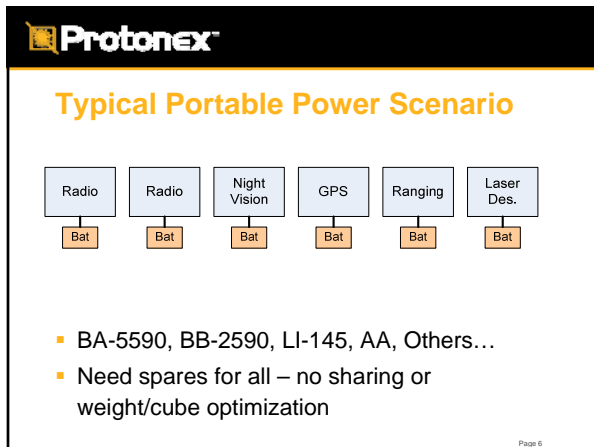 Protonex
Typical Portable Power Scenario
Radio
Radio
Night
Vision
GPS
Ranging
Laser
Des.
Bat
Bat
Bat
Bat
Bat
Bat
▪ BA-5590, BB-2590, LI-145, AA, Others…
▪ Need spares for all – no sharing or
weight/cube optimization
Page 6